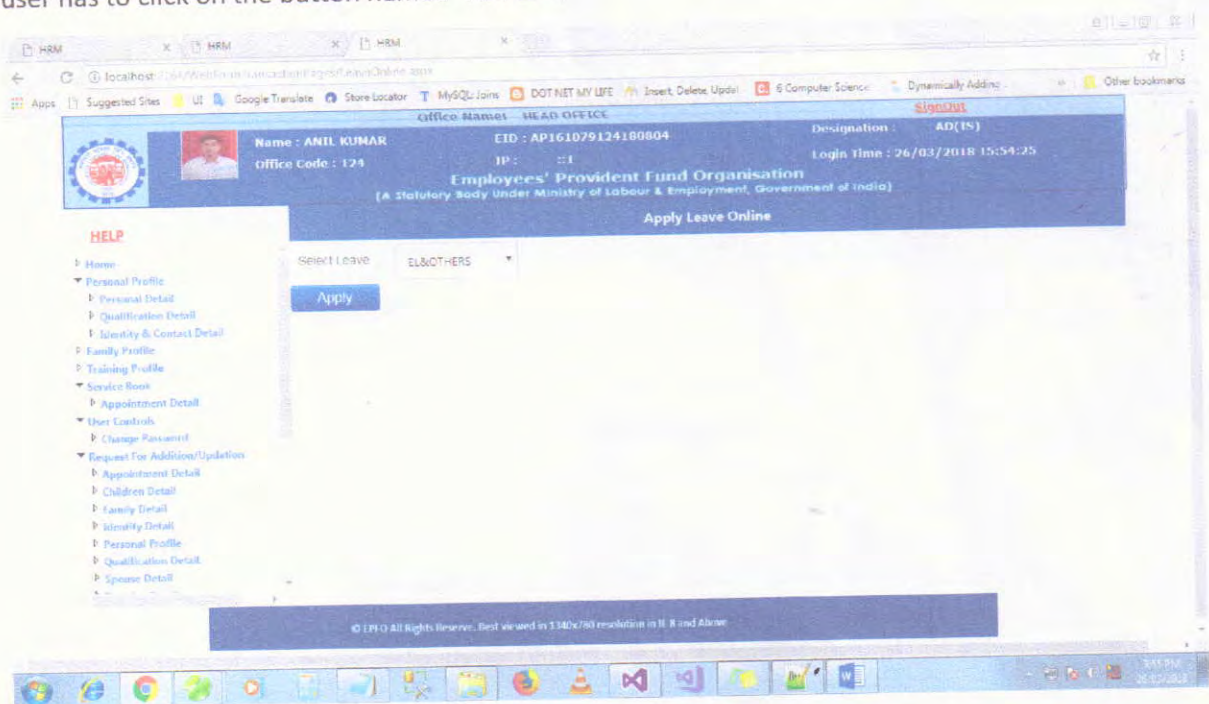 user has to click on the button
HRM HRM HRM
localhost
Apps Suggested Sites UI Google Translate Store Locator MySQL: Joins DOT NET MY LIFE Insert, Delete, Updat 6 Computer Science Dynamically Adding Other bookmarks
Office Name: HEAD OFFICE SignOut
Name : ANIL KUMAR EID : AP161079124180804 Designation : AD(IS)
Office Code : 124 IP : ::1 Login Time : 26/03/2018 15:54:25
Employees' Provident Fund Organisation
(A Statutory Body Under Ministry of Labour & Employment, Government of India)
Apply Leave Online
HELP
Select Leave EL&OTHERS
Apply
Home
Personal Profile
Personal Detail
Qualification Detail
Identity & Contact Detail
Family Profile
Training Profile
Service Book
Appointment Detail
User Controls
Change Password
Request For Addition/Updation
Appointment Detail
Children Detail
Family Detail
Identity Detail
Personal Profile
Qualification Detail
Spouse Detail
© EPFO All Rights Reserve. Best viewed in 1340x780 resolution in IE 8 and Above